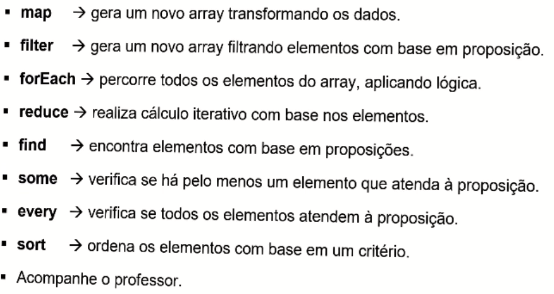 ▪ map → gera um novo array transformando os dados.
▪ filter → gera um novo array filtrando elementos com base em proposição.
▪ forEach → percorre todos os elementos do array, aplicando lógica.
▪ reduce → realiza cálculo iterativo com base nos elementos.
▪ find → encontra elementos com base em proposições.
▪ some → verifica se há pelo menos um elemento que atenda à proposição.
▪ every → verifica se todos os elementos atendem à proposição.
▪ sort → ordena os elementos com base em um critério.
▪ Acompanhe o professor.